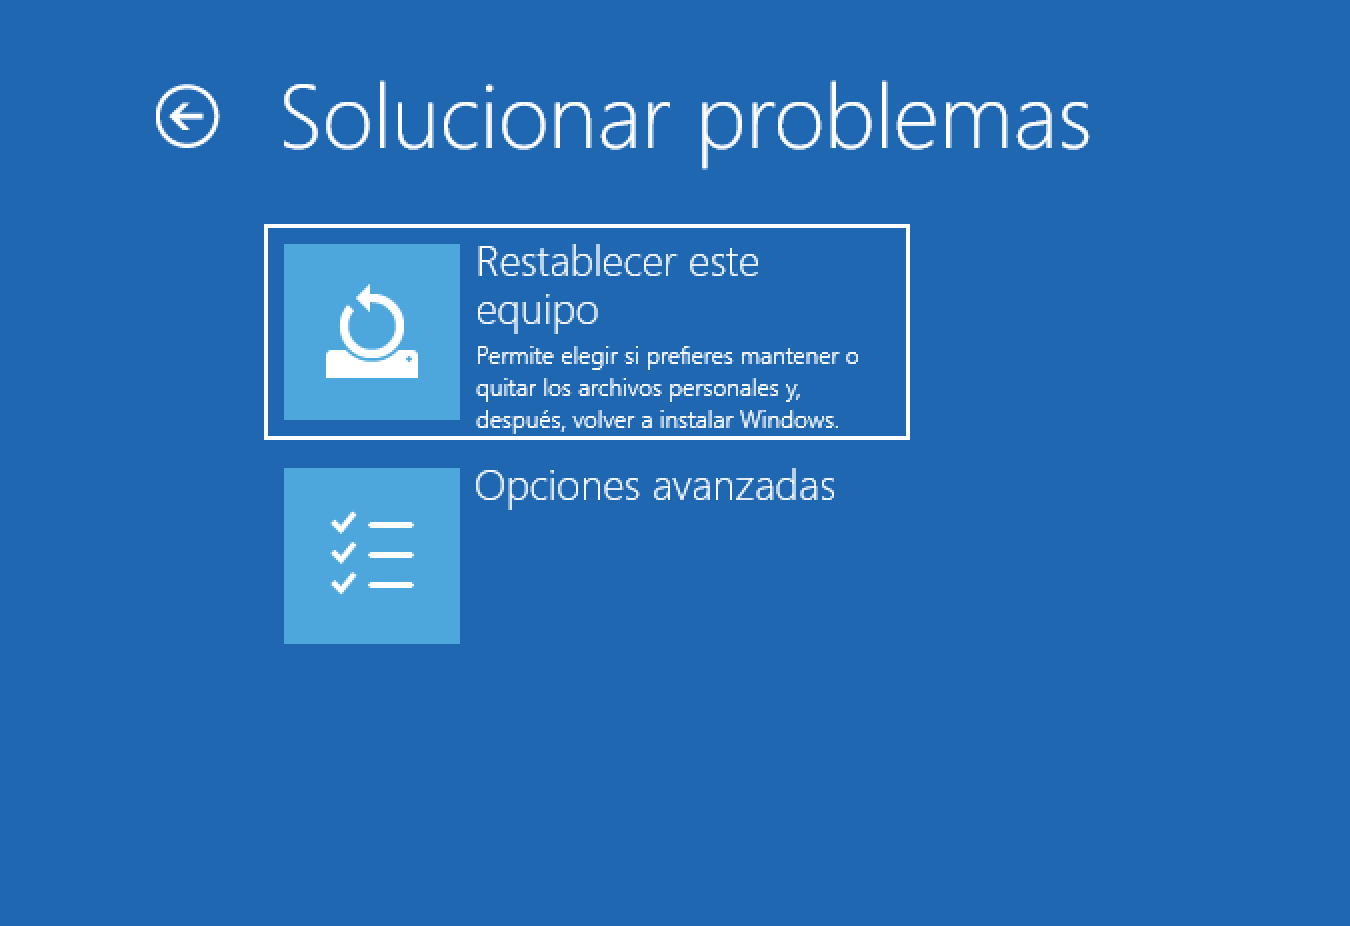 Solucionar problemas
Restablecer este
equipo
Permite elegir si prefieres mantener o
quitar los archivos personales y,
después, volver a instalar Windows.
Opciones avanzadas